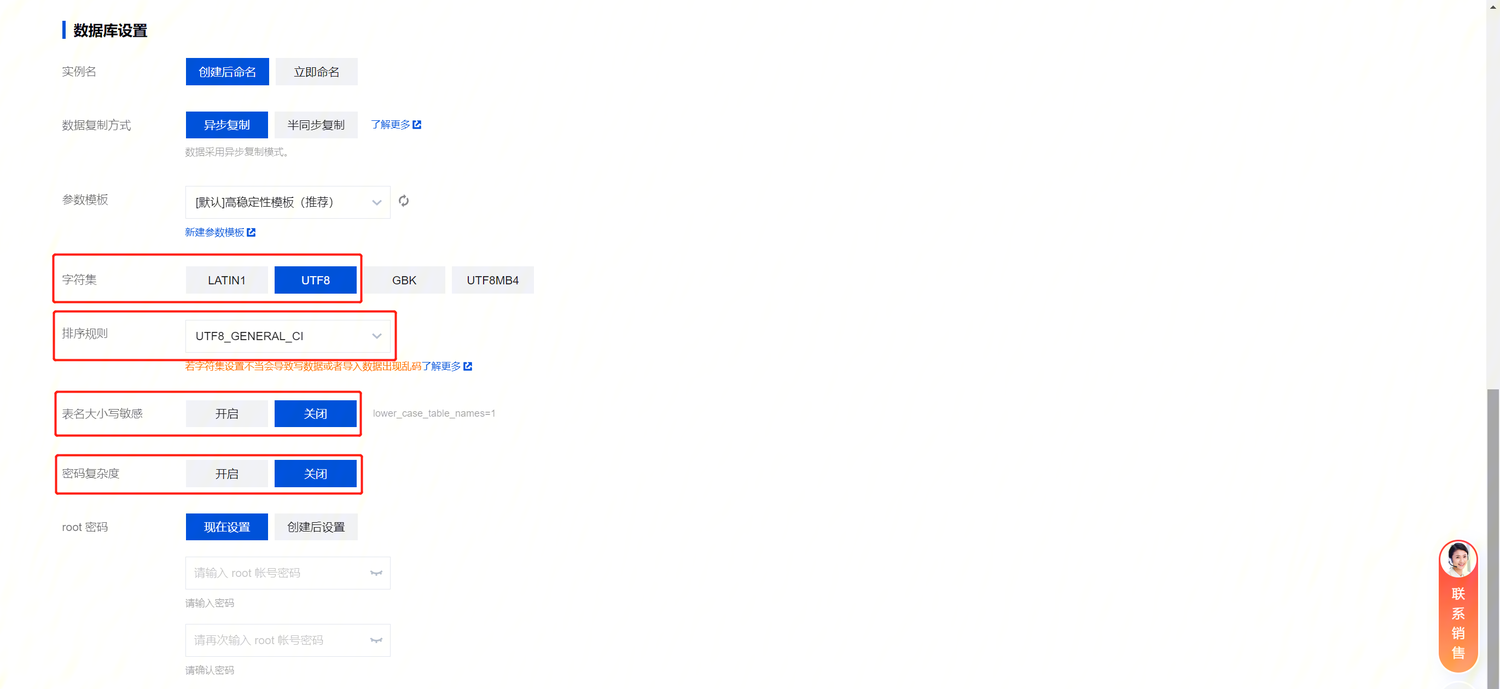 数据库设置
实例名 创建后命名 立即命名
数据复制方式 异步复制 半同步复制 了解更多
数据采用异步复制模式。
参数模板 [默认]高稳定性模板（推荐）
新建参数模板
字符集 LATIN1 UTF8 GBK UTF8MB4
排序规则 UTF8_GENERAL_CI
若字符集设置不当会导致写数据或者导入数据出现乱码了解更多
表名大小写敏感 开启 关闭 lower_case_table_names=1
密码复杂度 开启 关闭
root 密码 现在设置 创建后设置
请输入 root 帐号密码
请输入密码
请再次输入 root 帐号密码
请确认密码
联系销售